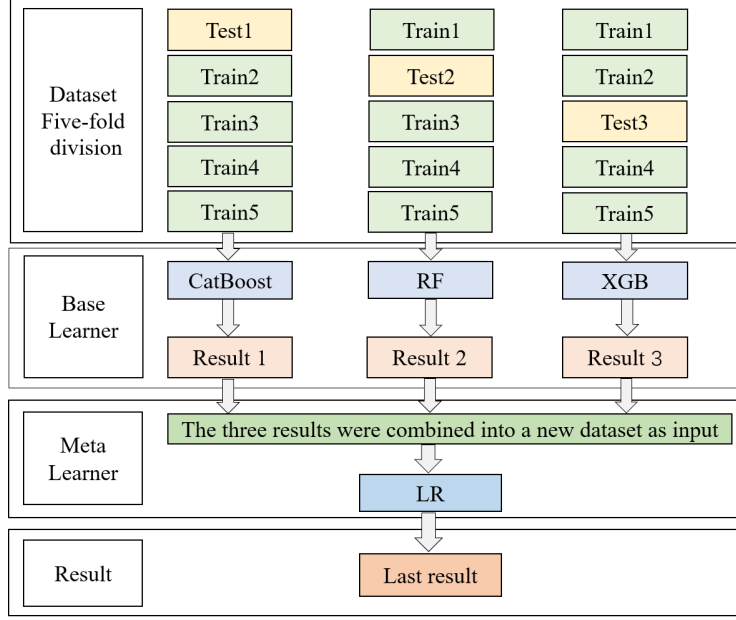 Dataset
Five-fold
division
Test1
Train1
Train1
Train2
Test2
Train2
Train3
Train3
Test3
Train4
Train4
Train4
Train5
Train5
Train5
Base
Learner
CatBoost
RF
XGB
Result 1
Result 2
Result 3
Meta
Learner
The three results were combined into a new dataset as input
LR
Result
Last result